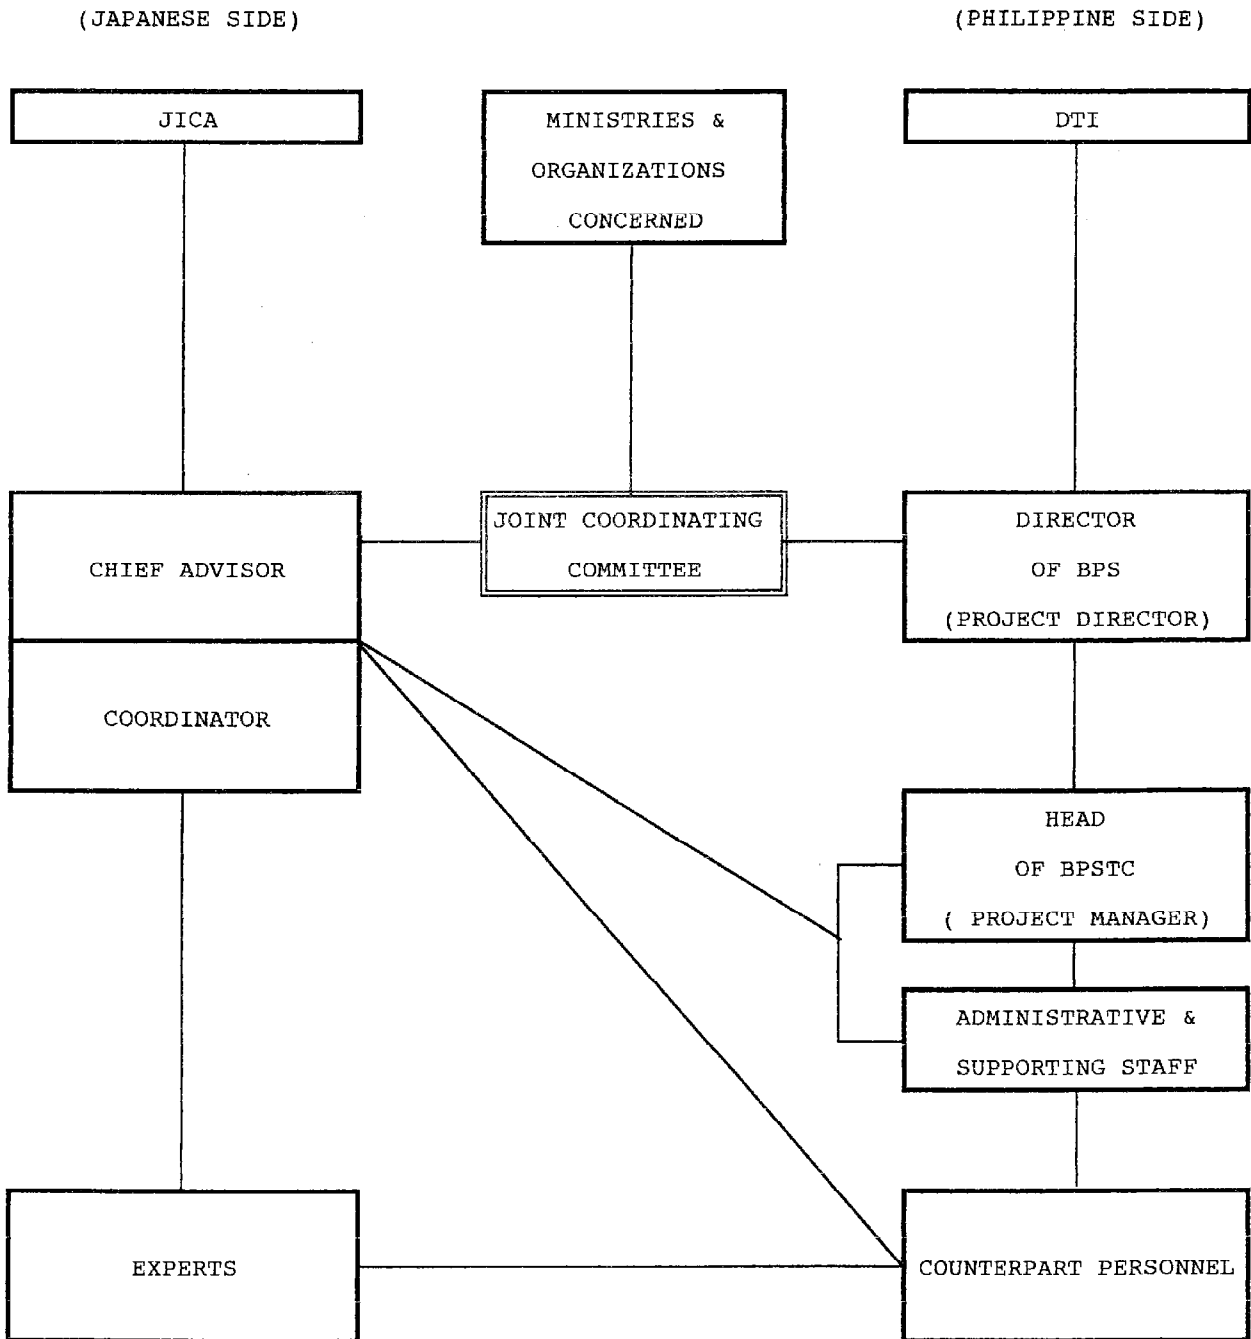 (JAPANESE SIDE)
(PHILIPPINE SIDE)
JICA
MINISTRIES &
ORGANIZATIONS
CONCERNED
DTI
CHIEF ADVISOR
COORDINATOR
JOINT COORDINATING
COMMITTEE
DIRECTOR
OF BPS
(PROJECT DIRECTOR)
HEAD
OF BPSTC
( PROJECT MANAGER)
ADMINISTRATIVE &
SUPPORTING STAFF
EXPERTS
COUNTERPART PERSONNEL